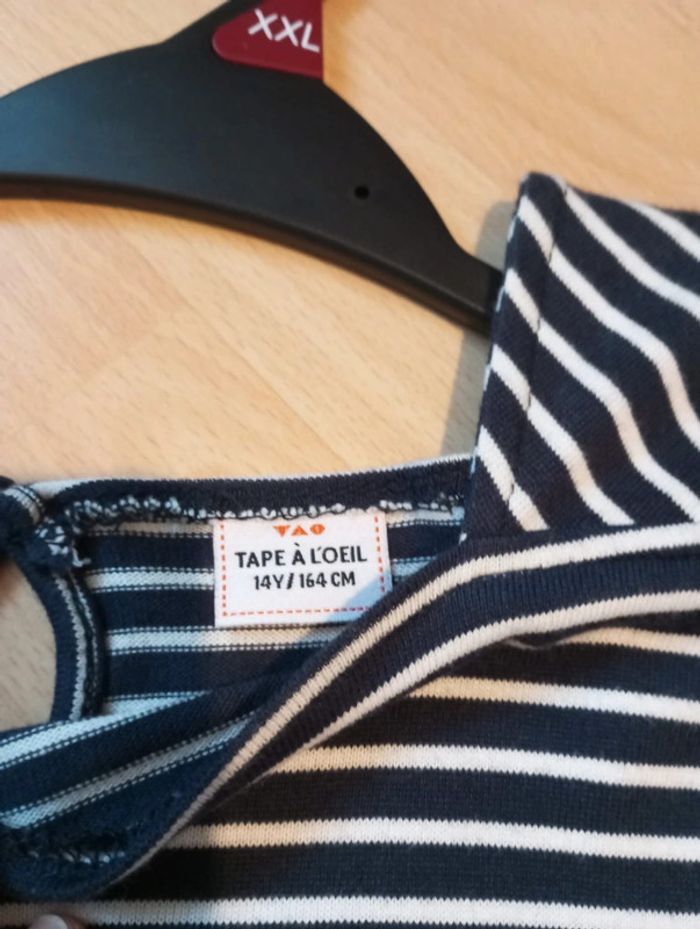 XXL
TAO
TAPE À L'OEIL
14Y/164 CM